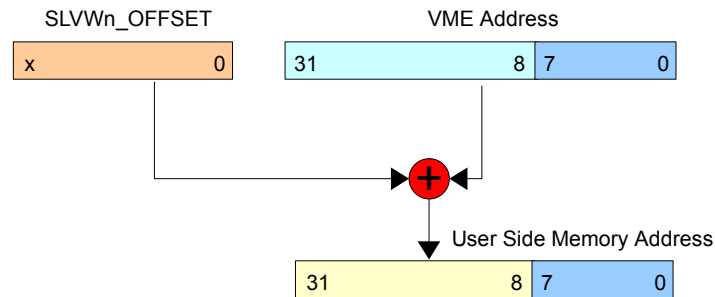 SLVWn_OFFSET VME Address
x 0 31 8 7 0
+
User Side Memory Address
31 8 7 0